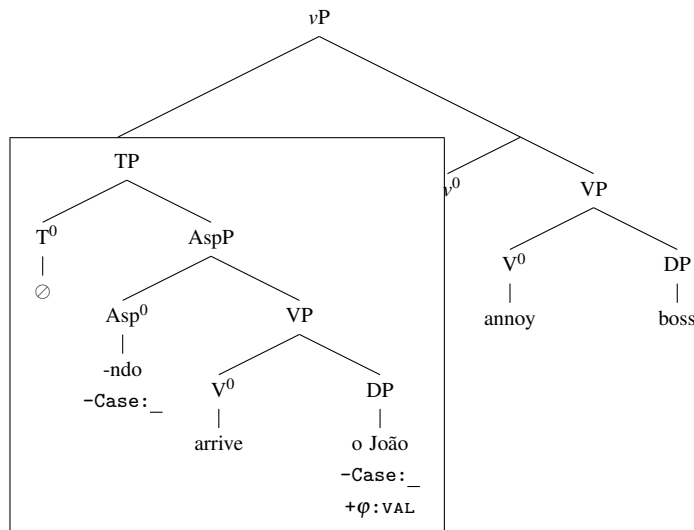 vP
TP
v⁰ VP
T⁰ AspP
V⁰ DP
∅
Asp⁰ VP
annoy boss
-ndo
-Case:_
V⁰ DP
arrive o João
-Case:_
+φ:VAL